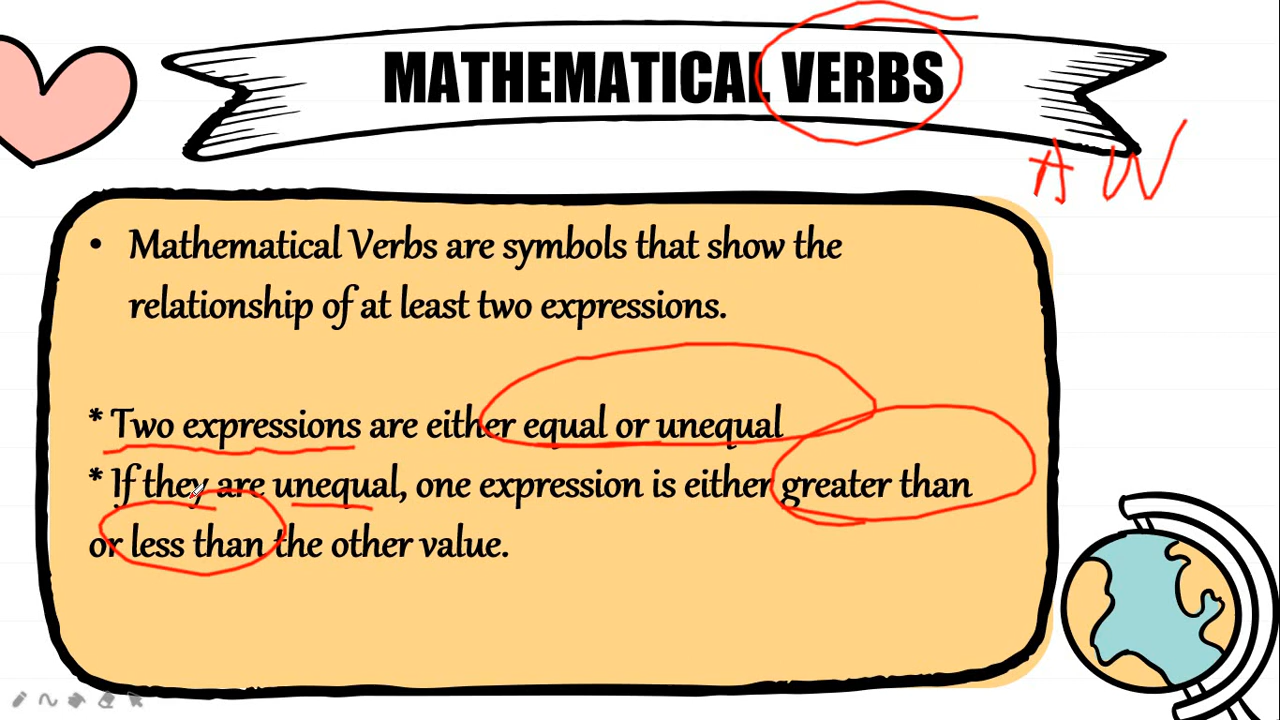 MATHEMATICAL VERBS
A W
• Mathematical Verbs are symbols that show the
relationship of at least two expressions.
* Two expressions are either equal or unequal
* If they are unequal, one expression is either greater than
or less than the other value.